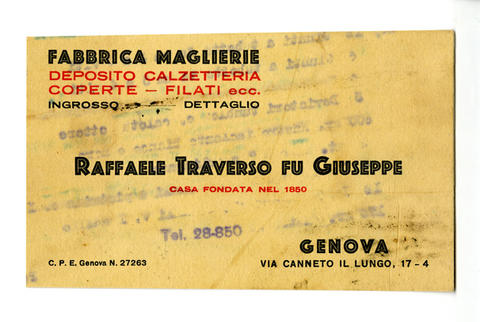 FABBRICA MAGLIERIE
DEPOSITO CALZETTERIA
COPERTE — FILATI ecc.
INGROSSO DETTAGLIO
RAFFAELE TRAVERSO FU GIUSEPPE
CASA FONDATA NEL 1850
Tel. 28-850
GENOVA
C. P. E. Genova N. 27263
VIA CANNETO IL LUNGO, 17 - 4